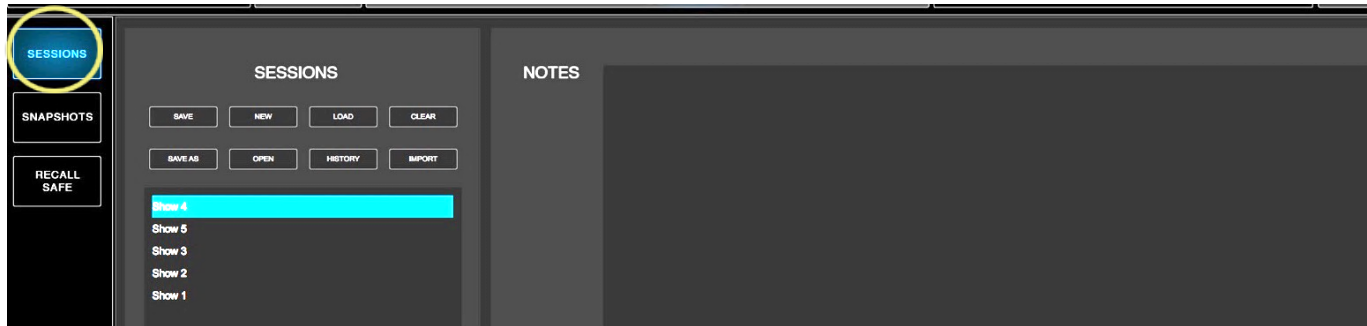 SESSIONS
SNAPSHOTS
RECALL
SAFE
SESSIONS
SAVE NEW LOAD CLEAR
SAVE AS OPEN HISTORY IMPORT
Show 4
Show 5
Show 3
Show 2
Show 1
NOTES